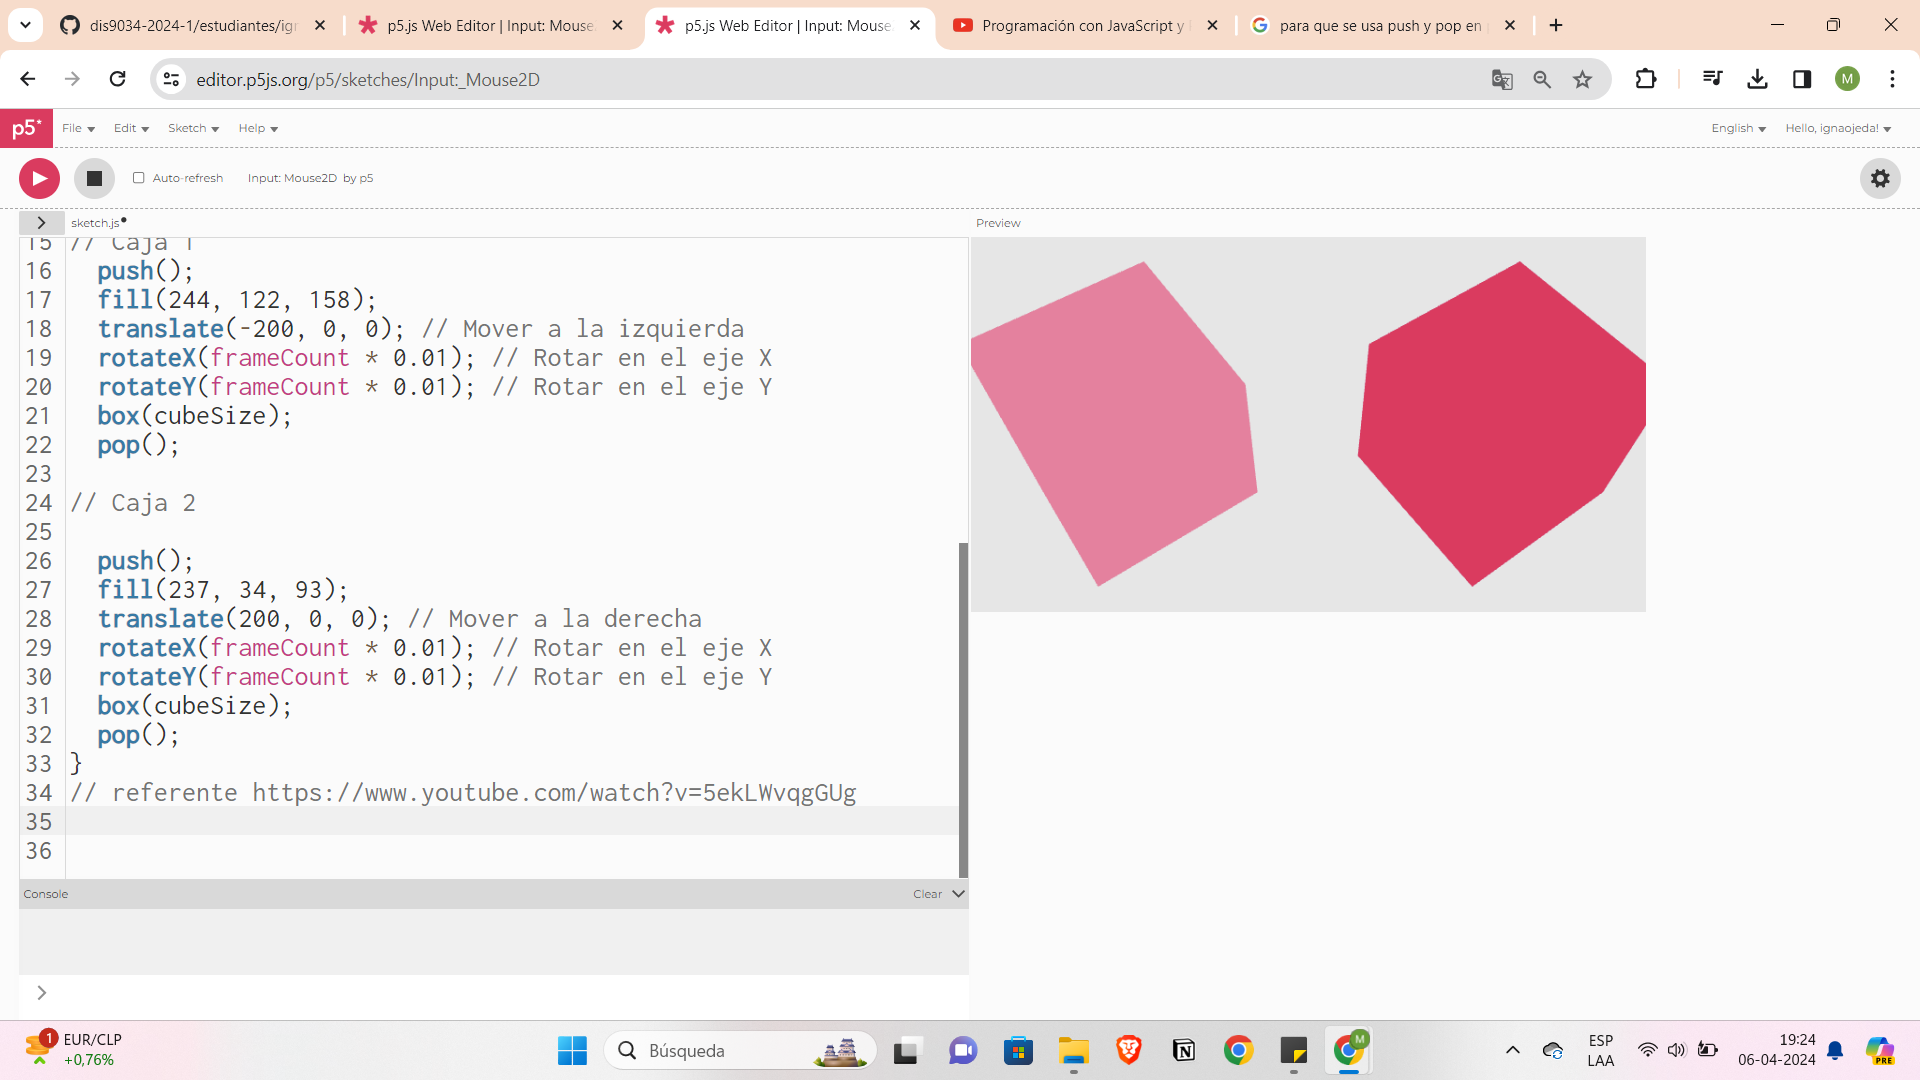 dis9034-2024-1/estudiantes/ign
p5.js Web Editor | Input: Mouse
p5.js Web Editor | Input: Mouse
Programación con JavaScript y
para que se usa push y pop en
editor.p5js.org/p5/sketches/Input:_Mouse2D
M
p5*
File
Edit
Sketch
Help
English
Hello, ignaojeda!
Auto-refresh
Input: Mouse2D by p5
sketch.js
Preview
15 // Caja 1
16 push();
17 fill(244, 122, 158);
18 translate(-200, 0, 0); // Mover a la izquierda
19 rotateX(frameCount * 0.01); // Rotar en el eje X
20 rotateY(frameCount * 0.01); // Rotar en el eje Y
21 box(cubeSize);
22 pop();
23
24 // Caja 2
25
26 push();
27 fill(237, 34, 93);
28 translate(200, 0, 0); // Mover a la derecha
29 rotateX(frameCount * 0.01); // Rotar en el eje X
30 rotateY(frameCount * 0.01); // Rotar en el eje Y
31 box(cubeSize);
32 pop();
33 }
34 // referente https://www.youtube.com/watch?v=5ekLWvqgGUg
35
36
Console
Clear
1
EUR/CLP
+0,76%
Búsqueda
M
ESP
LAA
19:24
06-04-2024
PRE